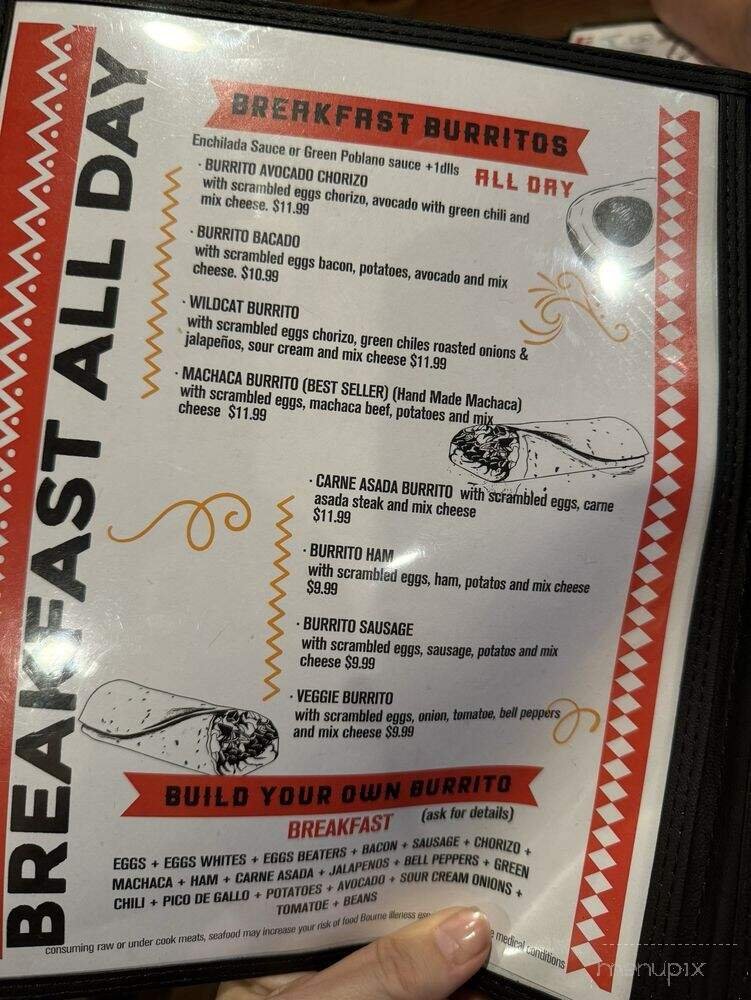 BREAKFAST ALL DAY
BREAKFAST BURRITOS
Enchilada Sauce or Green Poblano sauce +1dlls
ALL DAY
· BURRITO AVOCADO CHORIZO
with scrambled eggs chorizo, avocado with green chili and
mix cheese. $11.99
· BURRITO BACADO
with scrambled eggs bacon, potatoes, avocado and mix
cheese. $10.99
· WILDCAT BURRITO
with scrambled eggs chorizo, green chiles roasted onions &
jalapeños, sour cream and mix cheese $11.99
· MACHACA BURRITO (BEST SELLER) (Hand Made Machaca)
with scrambled eggs, machaca beef, potatoes and mix
cheese $11.99
· CARNE ASADA BURRITO with scrambled eggs, carne
asada steak and mix cheese
$11.99
· BURRITO HAM
with scrambled eggs, ham, potatos and mix cheese
$9.99
· BURRITO SAUSAGE
with scrambled eggs, sausage, potatos and mix
cheese $9.99
· VEGGIE BURRITO
with scrambled eggs, onion, tomatoe, bell peppers
and mix cheese $9.99
BUILD YOUR OWN BURRITO
BREAKFAST (ask for details)
EGGS + EGGS WHITES + EGGS BEATERS + BACON + SAUSAGE + CHORIZO +
MACHACA + HAM + CARNE ASADA + JALAPENOS + BELL PEPPERS + GREEN
CHILI + PICO DE GALLO + POTATOES + AVOCADO + SOUR CREAM ONIONS +
TOMATOE + BEANS
consuming raw or under cook meats, seafood may increase your risk of food Bourne illeness medical conditions
menupix